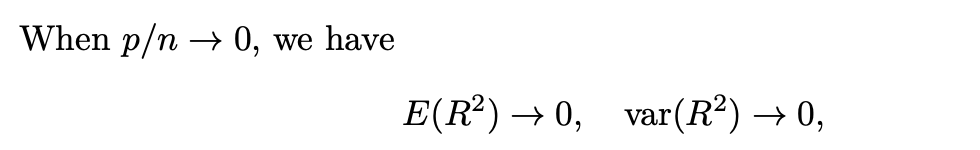 When p/n → 0, we have
E(R²) → 0, var(R²) → 0,